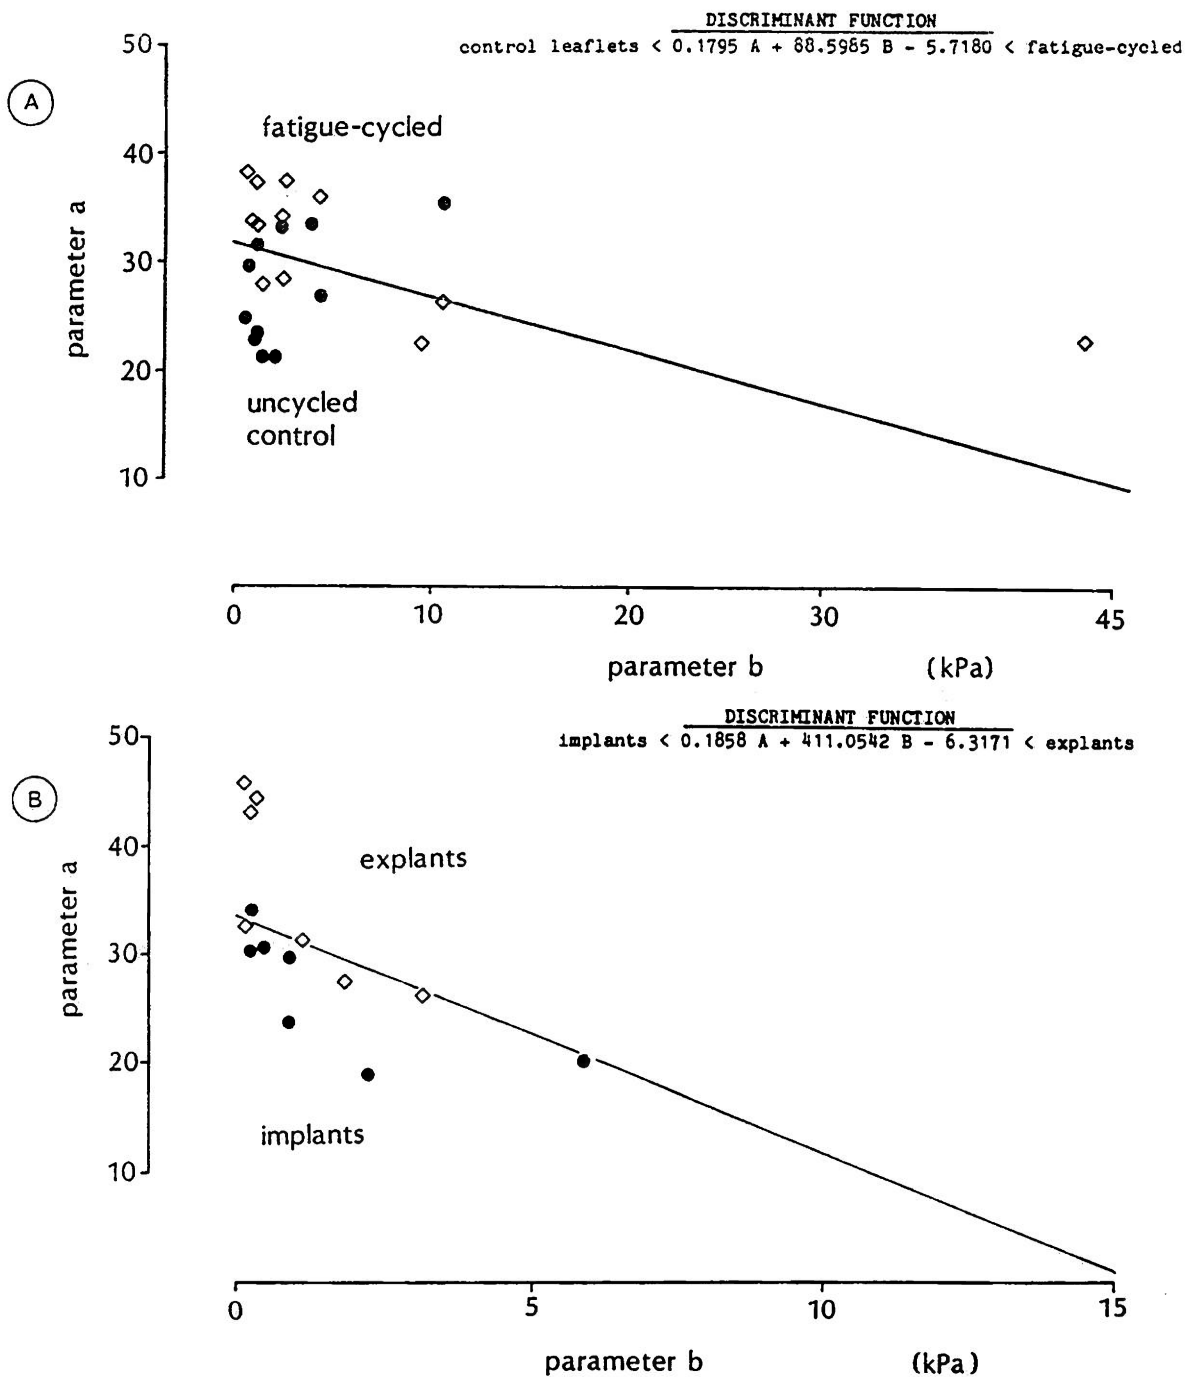 DISCRIMINANT FUNCTION
control leaflets < 0.1795 A + 88.5985 B - 5.7180 < fatigue-cycled
A
50
40
30
20
10
parameter a
fatigue-cycled
uncycled
control
0 10 20 30 45
parameter b (kPa)
DISCRIMINANT FUNCTION
implants < 0.1858 A + 411.0542 B - 6.3171 < explants
B
50
40
30
20
10
parameter a
explants
implants
0 5 10 15
parameter b (kPa)